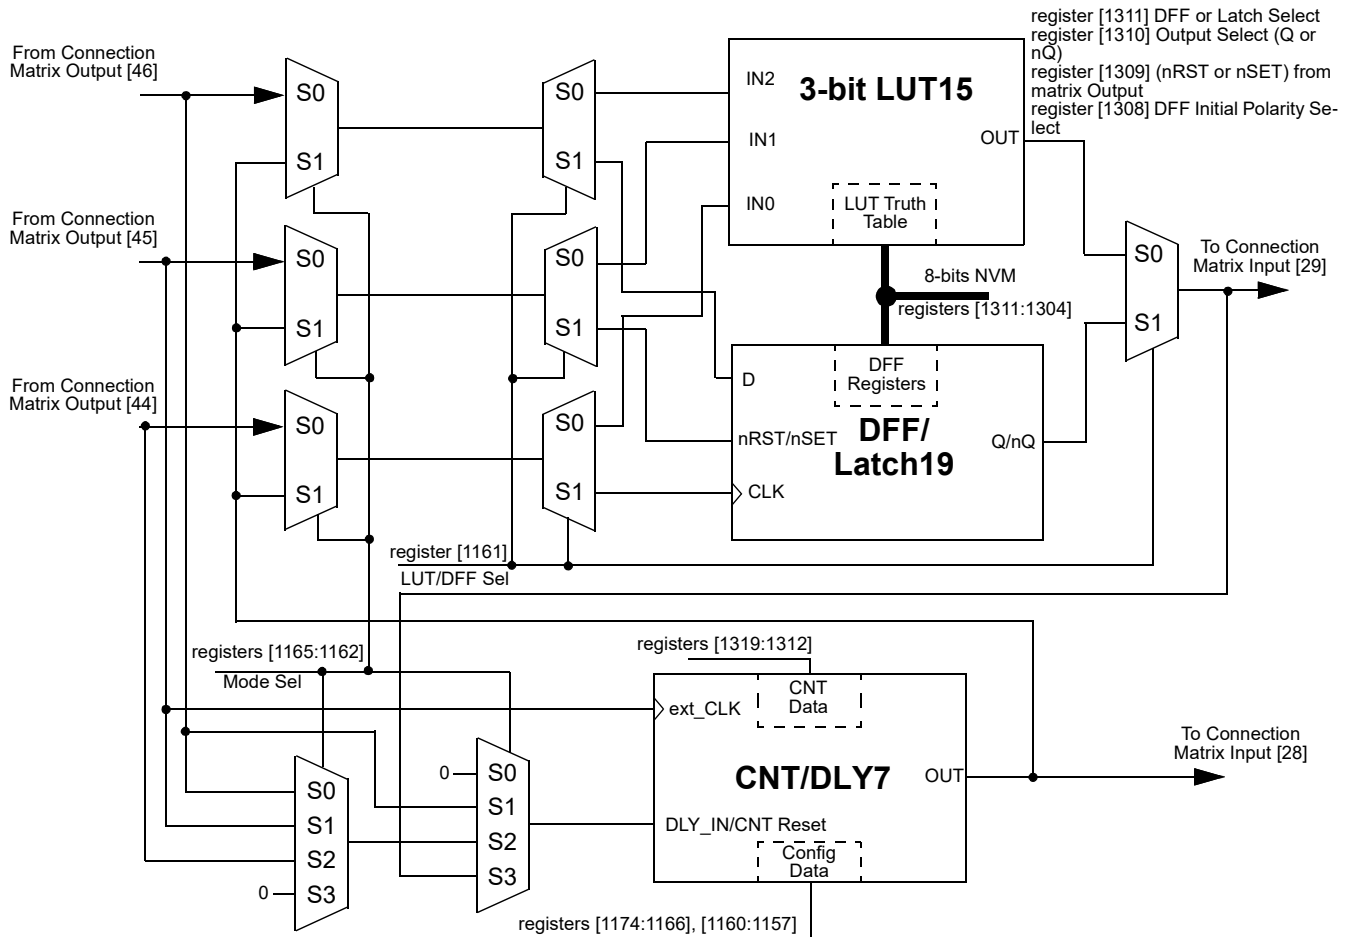 register [1311] DFF or Latch Select
register [1310] Output Select (Q or
nQ)
register [1309] (nRST or nSET) from
matrix Output
register [1308] DFF Initial Polarity Se-
lect
From Connection
Matrix Output [46]
S0
S1
S0
S1
IN2
3-bit LUT15
IN1
OUT
IN0
LUT Truth
Table
From Connection
Matrix Output [45]
S0
S1
S0
S1
8-bits NVM
registers [1311:1304]
S0
S1
To Connection
Matrix Input [29]
From Connection
Matrix Output [44]
S0
S1
S0
S1
DFF
Registers
D
nRST/nSET
DFF/
Latch19
Q/nQ
CLK
register [1161]
LUT/DFF Sel
registers [1165:1162]
Mode Sel
registers [1319:1312]
CNT
Data
ext_CLK
CNT/DLY7
OUT
To Connection
Matrix Input [28]
DLY_IN/CNT Reset
Config
Data
0
S0
S1
S2
S3
S0
S1
S2
0
S3
registers [1174:1166], [1160:1157]